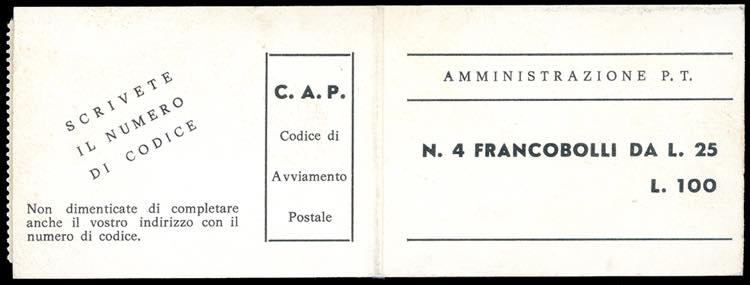 SCRIVETE
IL NUMERO
DI CODICE
Non dimenticate di completare
anche il vostro indirizzo con il
numero di codice.
C. A. P.
Codice di
Avviamento
Postale
AMMINISTRAZIONE P. T.
N. 4 FRANCOBOLLI DA L. 25
L. 100